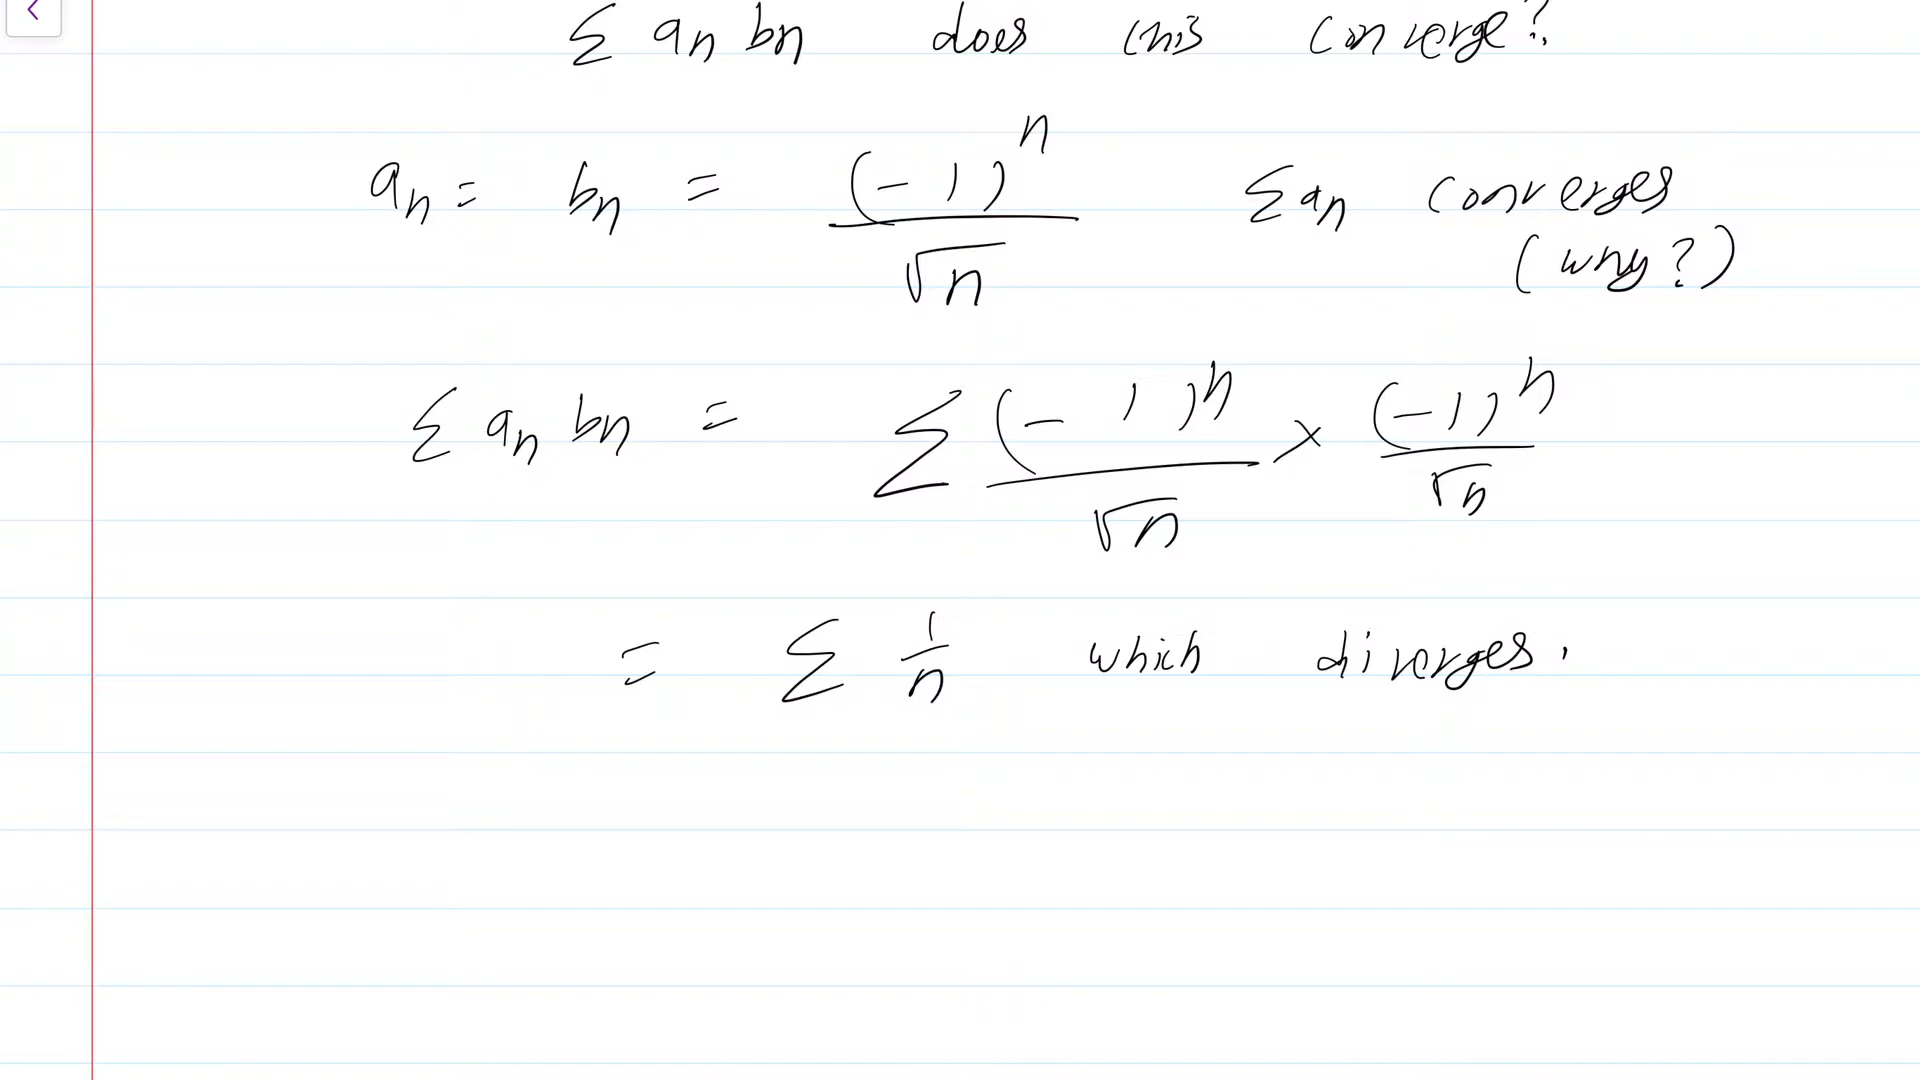 Σ an bn does this converge?
an = bn = (-1)^n / √n Σ an converges
(why?)
Σ an bn = Σ (-1)^n / √n × (-1)^n / √n
= Σ 1/n which diverges.